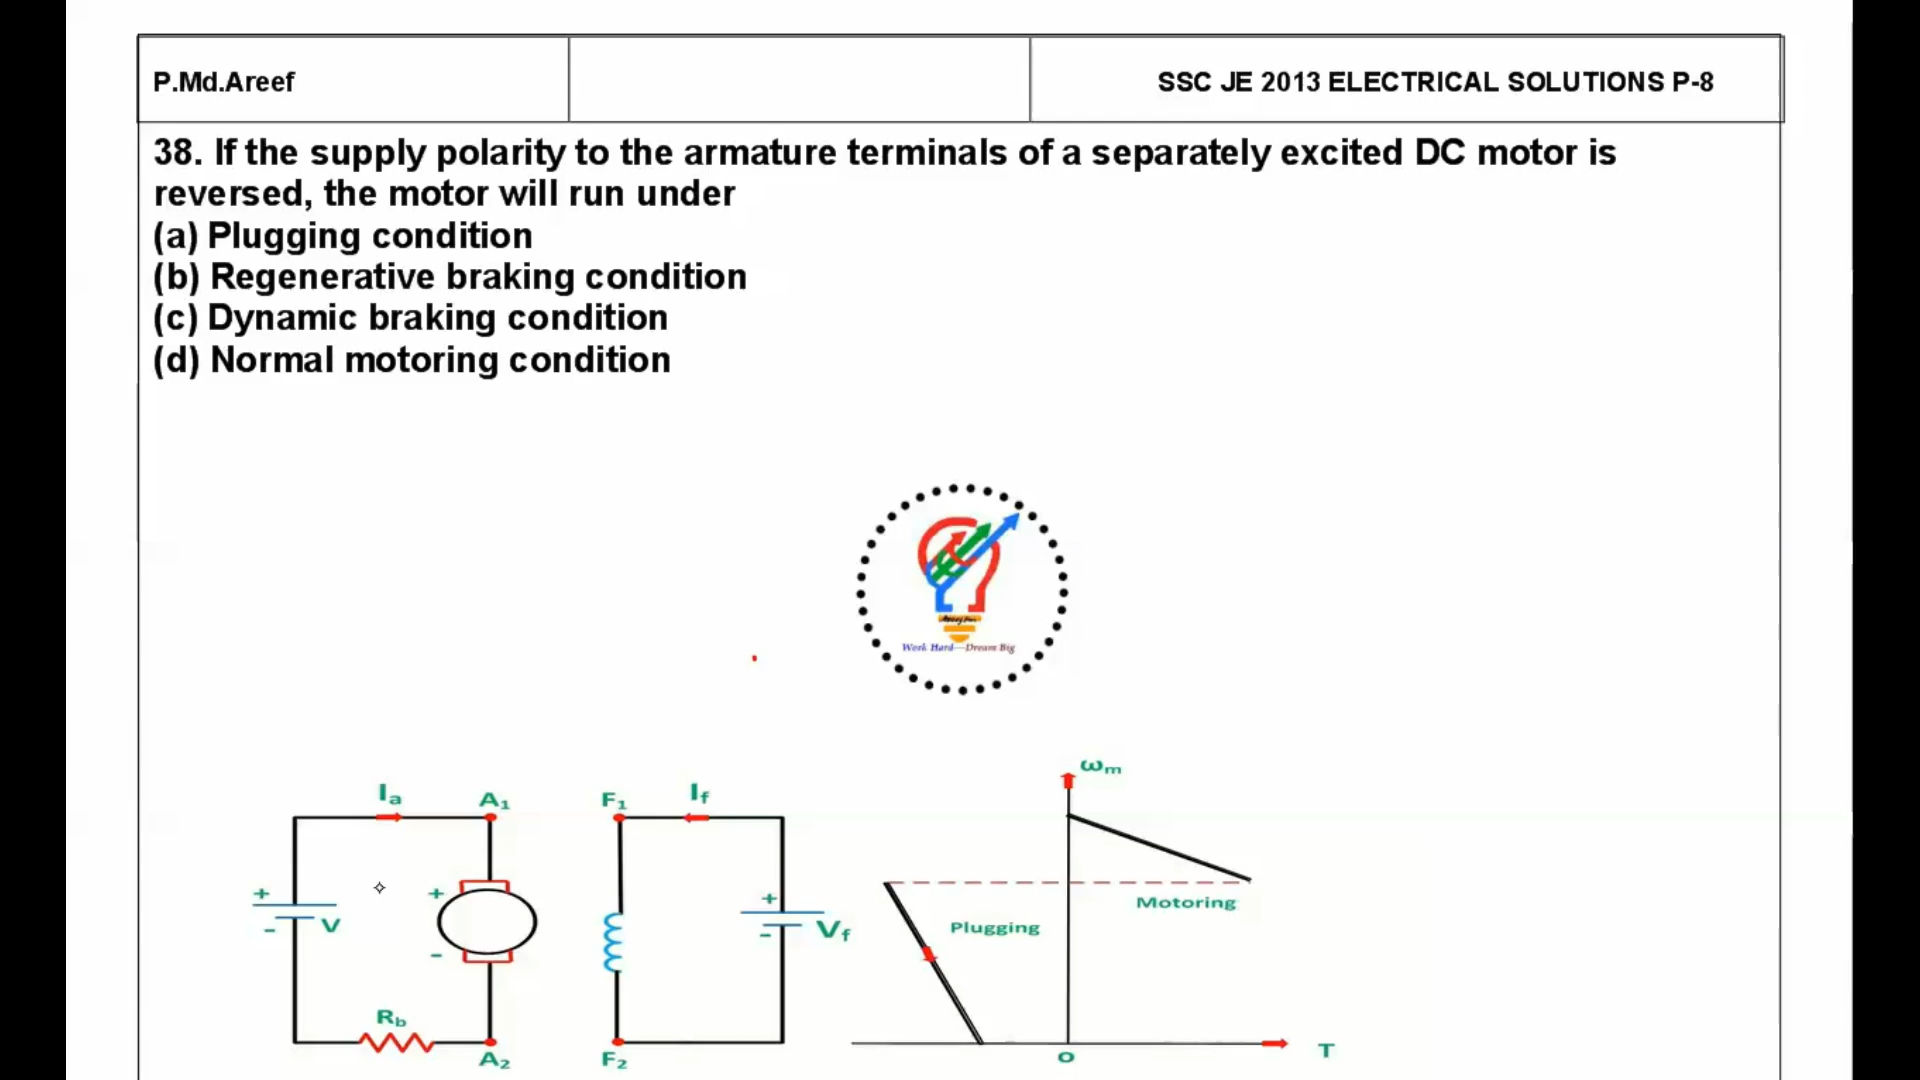 P.Md.Areef
SSC JE 2013 ELECTRICAL SOLUTIONS P-8
38. If the supply polarity to the armature terminals of a separately excited DC motor is
reversed, the motor will run under
(a) Plugging condition
(b) Regenerative braking condition
(c) Dynamic braking condition
(d) Normal motoring condition
Work Hard—Dream Big
ωm
Ia
A1
F1
If
+
-
V
+
-
+
-
Vf
Plugging
Motoring
Rb
A2
F2
O
T